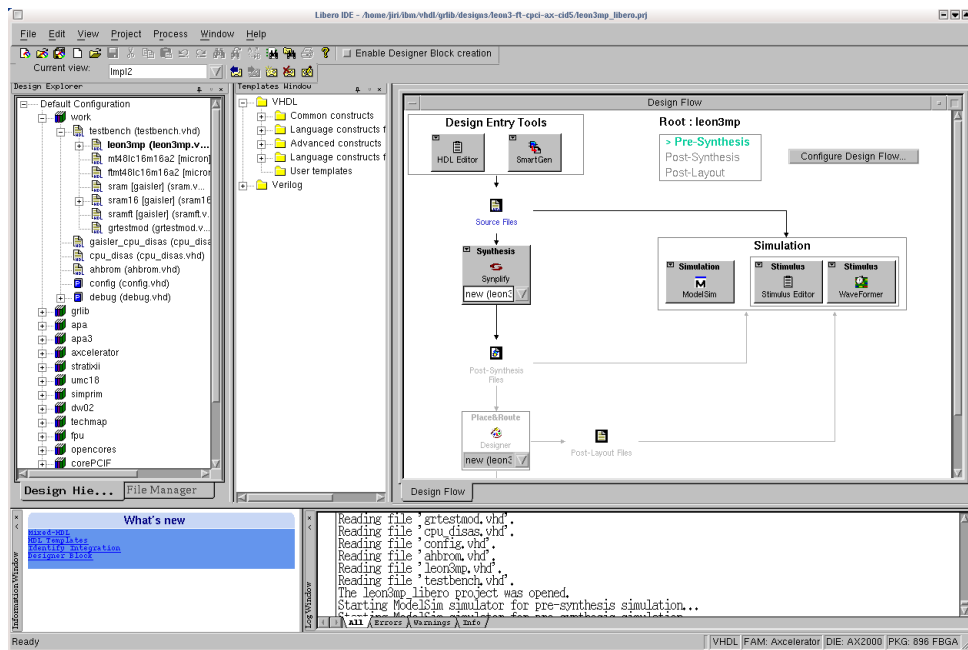 Libero IDE - /home/jiri/ibm/vhdl/grlib/designs/leon3-ft-cpci-ax-cid5/leon3mp_libero.prj
File Edit View Project Process Window Help
Enable Designer Block creation
Current view: Impl2
Design Explorer
Default Configuration
work
testbench (testbench.vhd)
leon3mp (leon3mp.v...
mt48lc16m16a2 [micron]
ftmt48lc16m16a2 [micror
sram [gaisler] (sram.v...
sram16 [gaisler] (sram16
sramft [gaisler] (sramft.v.
grtestmod (grtestmod.v...
gaisler_cpu_disas (cpu_disa
cpu_disas (cpu_disas.vhd)
ahbrom (ahbrom.vhd)
config (config.vhd)
debug (debug.vhd)
grlib
apa
apa3
axcelerator
stratixii
umc18
simprim
dw02
techmap
fpu
opencores
corePCIF
Design Hie... File Manager
Templates Window
VHDL
Common constructs
Language constructs f
Advanced constructs
Language constructs f
User templates
Verilog
Design Flow
Design Entry Tools
HDL Editor
SmartGen
Root : leon3mp
> Pre-Synthesis
Post-Synthesis
Post-Layout
Configure Design Flow...
Source Files
Synthesis
Synplify
new (leon3
Simulation
Simulation
ModelSim
Stimulus
Stimulus Editor
Stimulus
WaveFormer
Post-Synthesis
Files
Place&Route
Designer
new (leon3
Post-Layout Files
Design Flow
Information Window
What's new
Mixed-HDL
HDL Templates
Identify Integration
Designer Block
Log Window
Reading file 'grtestmod.vhd'.
Reading file 'cpu_disas.vhd'.
Reading file 'config.vhd'.
Reading file 'ahbrom.vhd'.
Reading file 'leon3mp.vhd'.
Reading file 'testbench.vhd'.
The leon3mp_libero project was opened.
Starting ModelSim simulator for pre-synthesis simulation...
Starting ModelSim simulator for pre-synthesis simulation
All Errors Warnings Info
Ready
VHDL FAM: Axcelerator DIE: AX2000 PKG: 896 FBGA